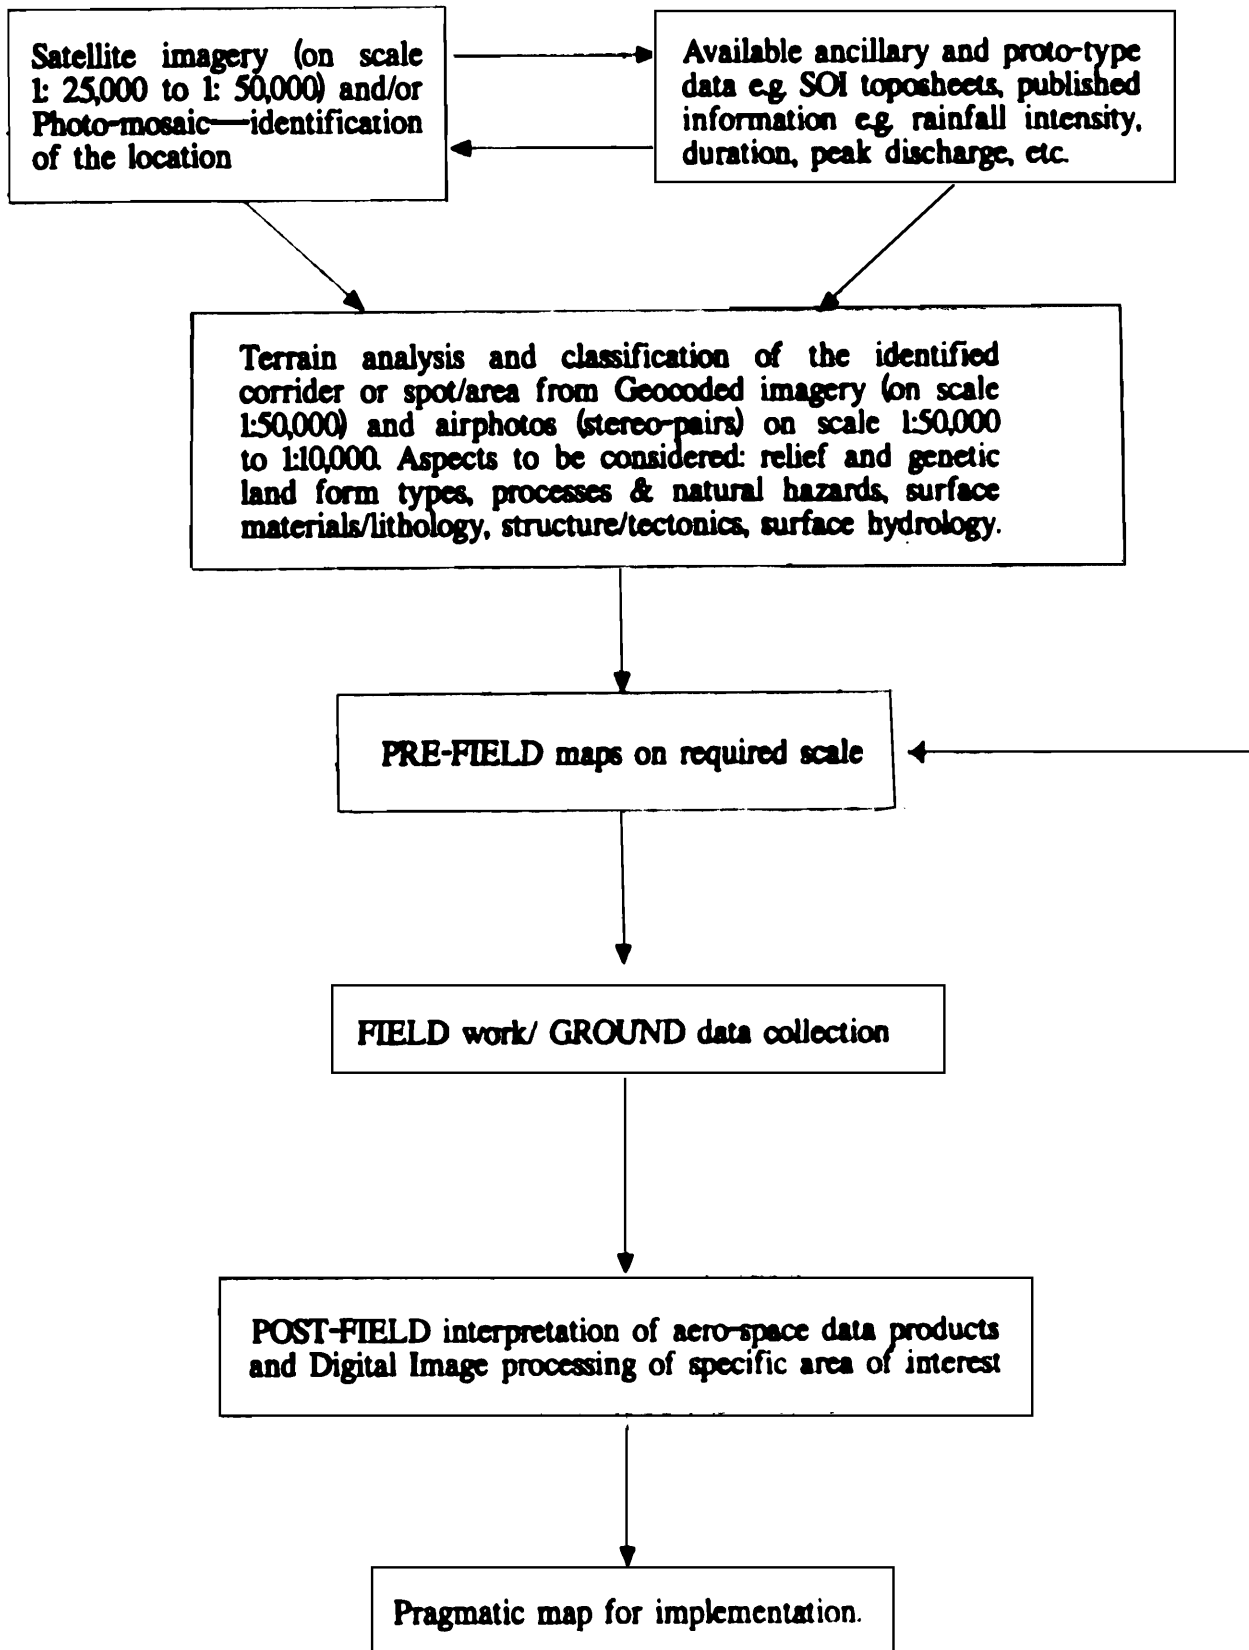 Satellite imagery (on scale
1: 25,000 to 1: 50,000) and/or
Photo-mosaic—identification
of the location
Available ancillary and proto-type
data e.g. SOI toposheets, published
information e.g. rainfall intensity,
duration, peak discharge, etc.
Terrain analysis and classification of the identified
corrider or spot/area from Geocoded imagery (on scale
1:50,000) and airphotos (stereo-pairs) on scale 1:50,000
to 1:10,000. Aspects to be considered: relief and genetic
land form types, processes & natural hazards, surface
materials/lithology, structure/tectonics, surface hydrology.
PRE-FIELD maps on required scale
FIELD work/ GROUND data collection
POST-FIELD interpretation of aero-space data products
and Digital Image processing of specific area of interest
Pragmatic map for implementation.